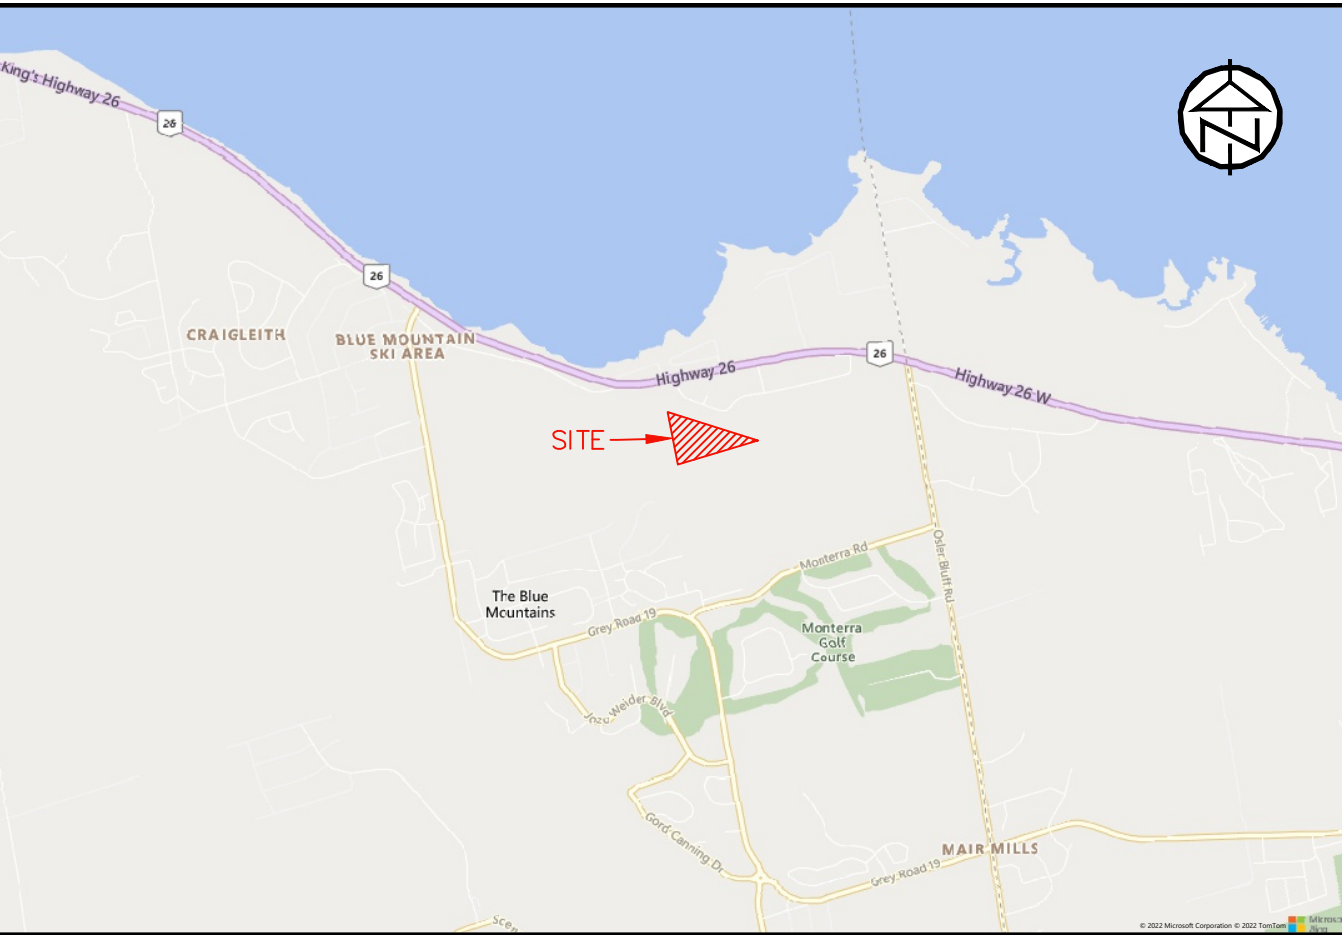 King's Highway 26
26
N
26
CRAIGLEITH
BLUE MOUNTAIN
SKI AREA
Highway 26
26
Highway 26 W
SITE
Osler Bluff Rd
Monterra Rd
The Blue
Mountains
Grey Road 19
Monterra
Golf
Course
Jozo Weider Blvd
Gord Canning Dr
MAIR MILLS
Grey Road 19
Scen
© 2022 Microsoft Corporation © 2022 TomTom